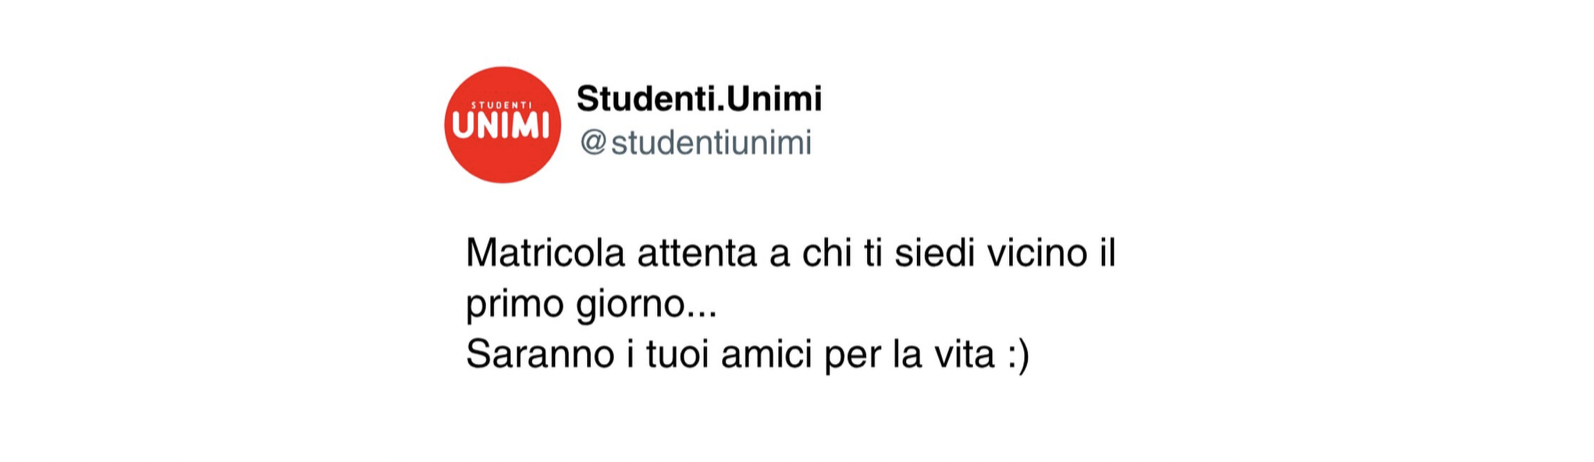 STUDENTI
UNIMI
Studenti.Unimi
@studentiunimi
Matricola attenta a chi ti siedi vicino il
primo giorno...
Saranno i tuoi amici per la vita :)